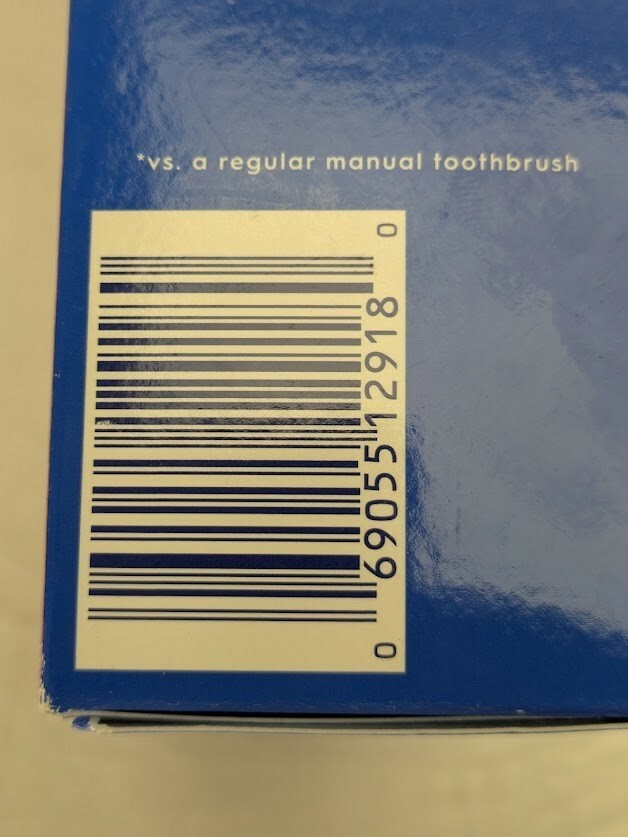 *vs. a regular manual toothbrush
0 69055 12918 0